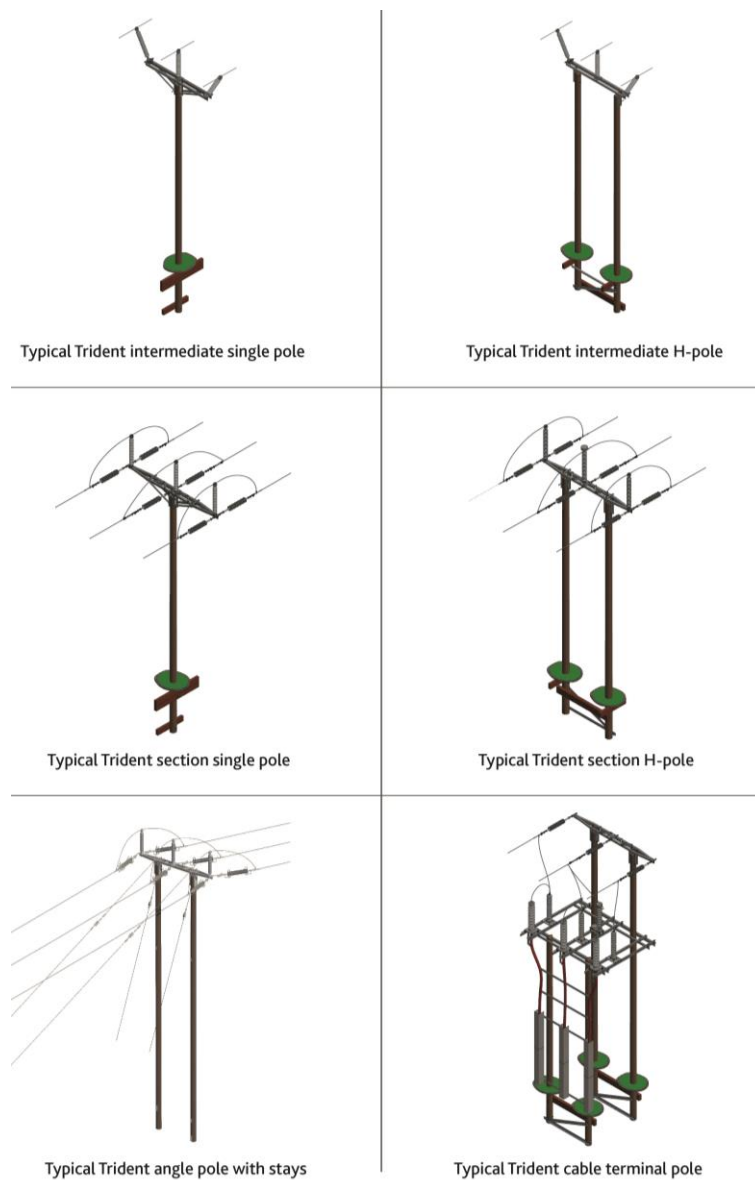 Typical Trident intermediate single pole
Typical Trident intermediate H-pole
Typical Trident section single pole
Typical Trident section H-pole
Typical Trident angle pole with stays
Typical Trident cable terminal pole